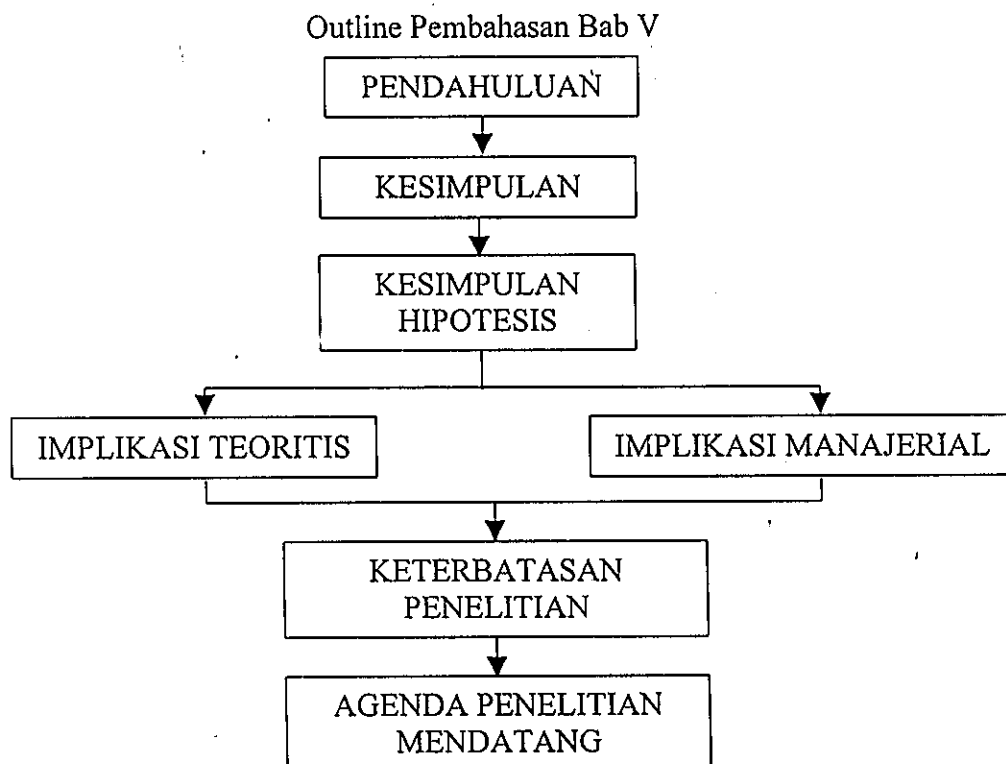 Outline Pembahasan Bab V
PENDAHULUAN
KESIMPULAN
KESIMPULAN
HIPOTESIS
IMPLIKASI TEORITIS
IMPLIKASI MANAJERIAL
KETERBATASAN
PENELITIAN
AGENDA PENELITIAN
MENDATANG